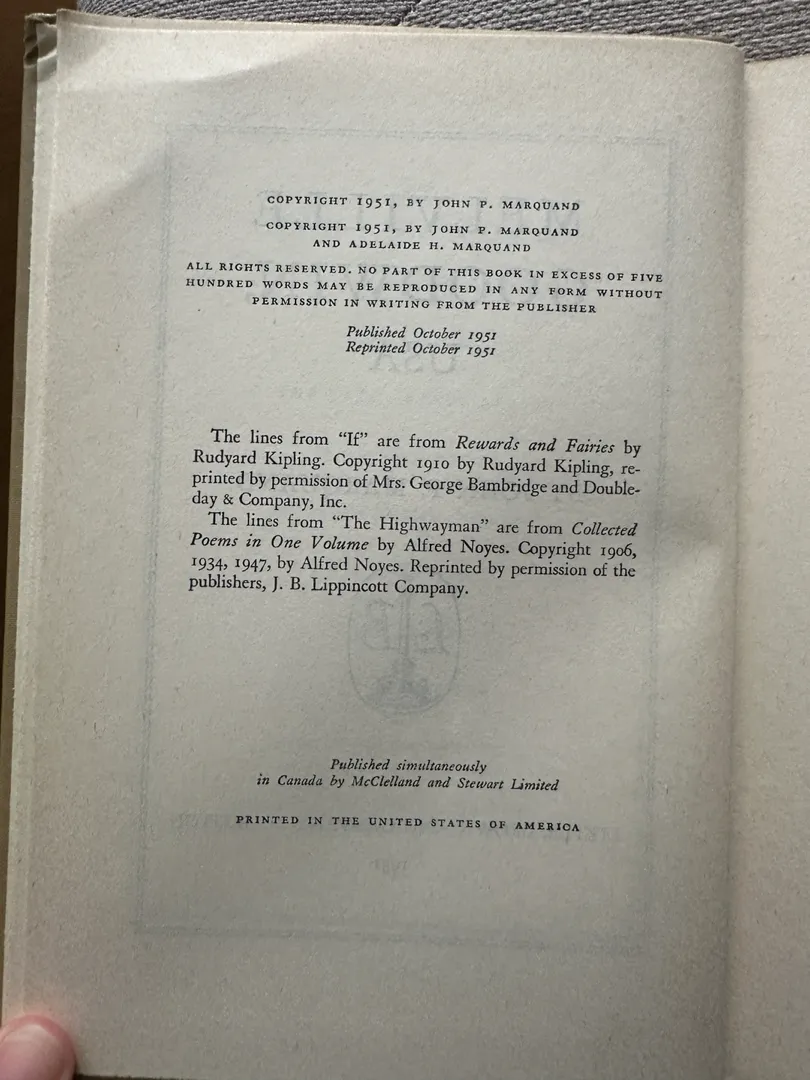 COPYRIGHT 1951, BY JOHN P. MARQUAND
COPYRIGHT 1951, BY JOHN P. MARQUAND
AND ADELAIDE H. MARQUAND
ALL RIGHTS RESERVED. NO PART OF THIS BOOK IN EXCESS OF FIVE
HUNDRED WORDS MAY BE REPRODUCED IN ANY FORM WITHOUT
PERMISSION IN WRITING FROM THE PUBLISHER
Published October 1951
Reprinted October 1951
The lines from “If” are from Rewards and Fairies by
Rudyard Kipling. Copyright 1910 by Rudyard Kipling, re-
printed by permission of Mrs. George Bambridge and Double-
day & Company, Inc.
The lines from “The Highwayman” are from Collected
Poems in One Volume by Alfred Noyes. Copyright 1906,
1934, 1947, by Alfred Noyes. Reprinted by permission of the
publishers, J. B. Lippincott Company.
Published simultaneously
in Canada by McClelland and Stewart Limited
PRINTED IN THE UNITED STATES OF AMERICA